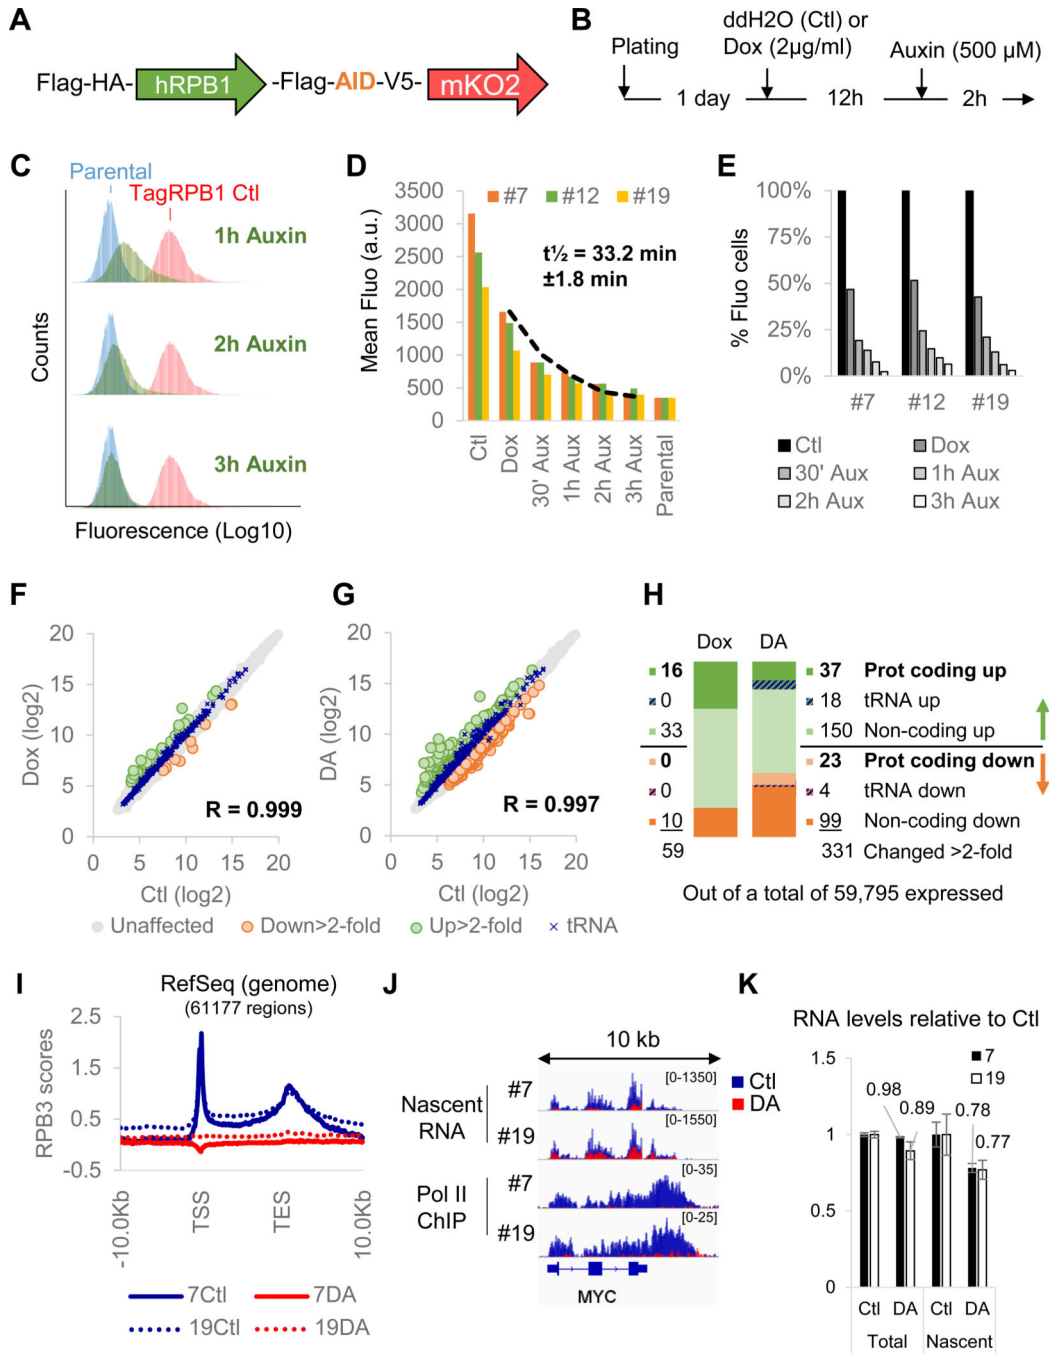 A
Flag-HA-
hRPB1
-Flag-AID-V5-
mKO2
B
ddH2O (Ctl) or
Plating
Dox (2µg/ml)
Auxin (500 µM)
1 day
12h
2h
C
Parental
TagRPB1 Ctl
1h Auxin
2h Auxin
3h Auxin
Counts
Fluorescence (Log10)
D
#7
#12
#19
t½ = 33.2 min
±1.8 min
Mean Fluo (a.u.)
3500
3000
2500
2000
1500
1000
500
0
Ctl
Dox
30' Aux
1h Aux
2h Aux
3h Aux
Parental
E
% Fluo cells
100%
75%
50%
25%
0%
#7
#12
#19
Ctl
Dox
30' Aux
1h Aux
2h Aux
3h Aux
F
Dox (log2)
20
15
10
5
0
R = 0.999
0
5
10
15
20
Ctl (log2)
G
DA (log2)
20
15
10
5
0
R = 0.997
0
5
10
15
20
Ctl (log2)
Unaffected
Down>2-fold
Up>2-fold
tRNA
H
Dox
DA
16
37
Prot coding up
0
18
tRNA up
33
150
Non-coding up
0
23
Prot coding down
0
4
tRNA down
10
99
Non-coding down
59
331
Changed >2-fold
Out of a total of 59,795 expressed
I
RefSeq (genome)
(61177 regions)
RPB3 scores
2.5
1.5
0.5
-0.5
-10.0Kb
TSS
TES
10.0Kb
7Ctl
7DA
19Ctl
19DA
J
10 kb
Ctl
DA
Nascent
RNA
#7
[0-1350]
#19
[0-1550]
Pol II
ChIP
#7
[0-35]
#19
[0-25]
MYC
K
RNA levels relative to Ctl
7
19
1.5
1
0.5
0
0.98
0.89
0.78
0.77
Ctl
DA
Ctl
DA
Total
Nascent